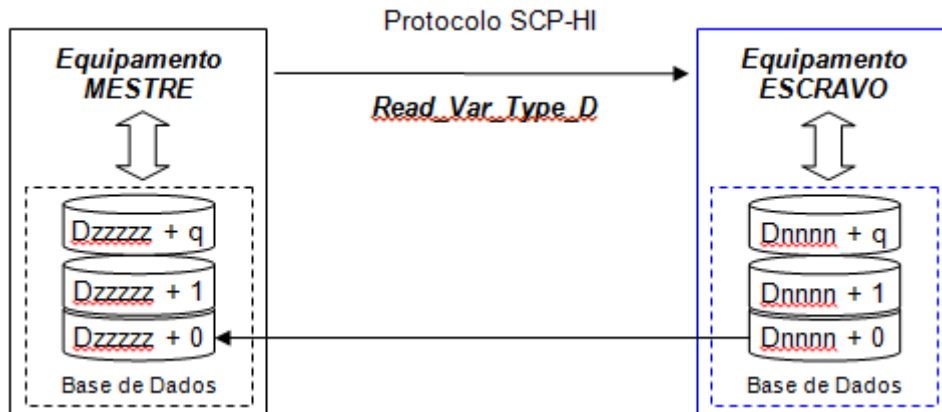 Protocolo SCP-HI
Equipamento
MESTRE
Read_Var_Type_D
Equipamento
ESCRAVO
Dzzzzz + q
Dzzzzz + 1
Dzzzzz + 0
Base de Dados
Dnnnn + q
Dnnnn + 1
Dnnnn + 0
Base de Dados